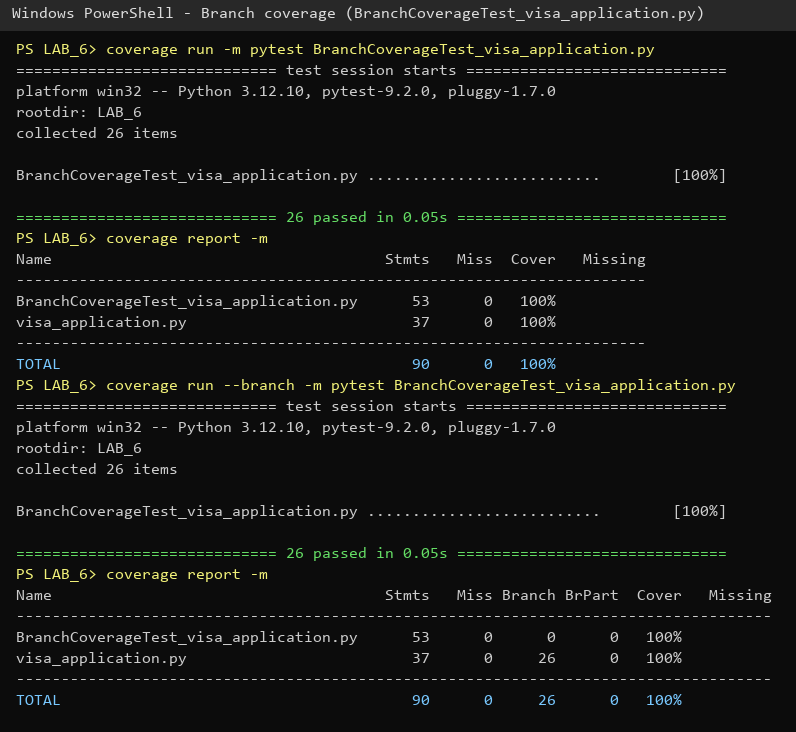 Windows PowerShell - Branch coverage (BranchCoverageTest_visa_application.py)
PS LAB_6> coverage run -m pytest BranchCoverageTest_visa_application.py
============================= test session starts =============================
platform win32 -- Python 3.12.10, pytest-9.2.0, pluggy-1.7.0
rootdir: LAB_6
collected 26 items
BranchCoverageTest_visa_application.py .......................... [100%]
============================= 26 passed in 0.05s ==============================
PS LAB_6> coverage report -m
Name Stmts Miss Cover Missing
----------------------------------------------------------------------
BranchCoverageTest_visa_application.py 53 0 100%
visa_application.py 37 0 100%
----------------------------------------------------------------------
TOTAL 90 0 100%
PS LAB_6> coverage run --branch -m pytest BranchCoverageTest_visa_application.py
============================= test session starts =============================
platform win32 -- Python 3.12.10, pytest-9.2.0, pluggy-1.7.0
rootdir: LAB_6
collected 26 items
BranchCoverageTest_visa_application.py .......................... [100%]
============================= 26 passed in 0.05s ==============================
PS LAB_6> coverage report -m
Name Stmts Miss Branch BrPart Cover Missing
------------------------------------------------------------------------------------
BranchCoverageTest_visa_application.py 53 0 0 0 100%
visa_application.py 37 0 26 0 100%
------------------------------------------------------------------------------------
TOTAL 90 0 26 0 100%